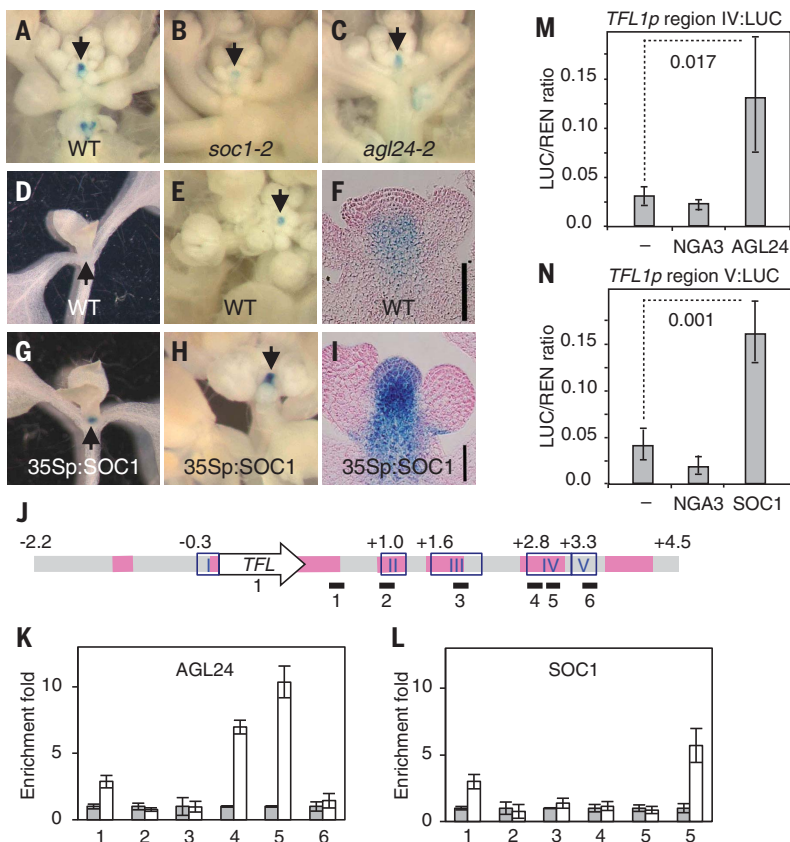 A
B
C
WT
soc1-2
agl24-2
D
E
F
WT
WT
WT
G
H
I
35Sp:SOC1
35Sp:SOC1
35Sp:SOC1
M
TFL1p region IV:LUC
LUC/REN ratio
0.15
0.10
0.05
0.0
0.017
– NGA3 AGL24
N
TFL1p region V:LUC
LUC/REN ratio
0.15
0.10
0.05
0.00
0.001
– NGA3 SOC1
J
-2.2 -0.3 +1.0 +1.6 +2.8 +3.3 +4.5
I TFL II III IV V
1
1 2 3 4 5 6
K
AGL24
Enrichment fold
10
5
0
1 2 3 4 5 6
L
SOC1
Enrichment fold
10
5
0
1 2 3 4 5 5